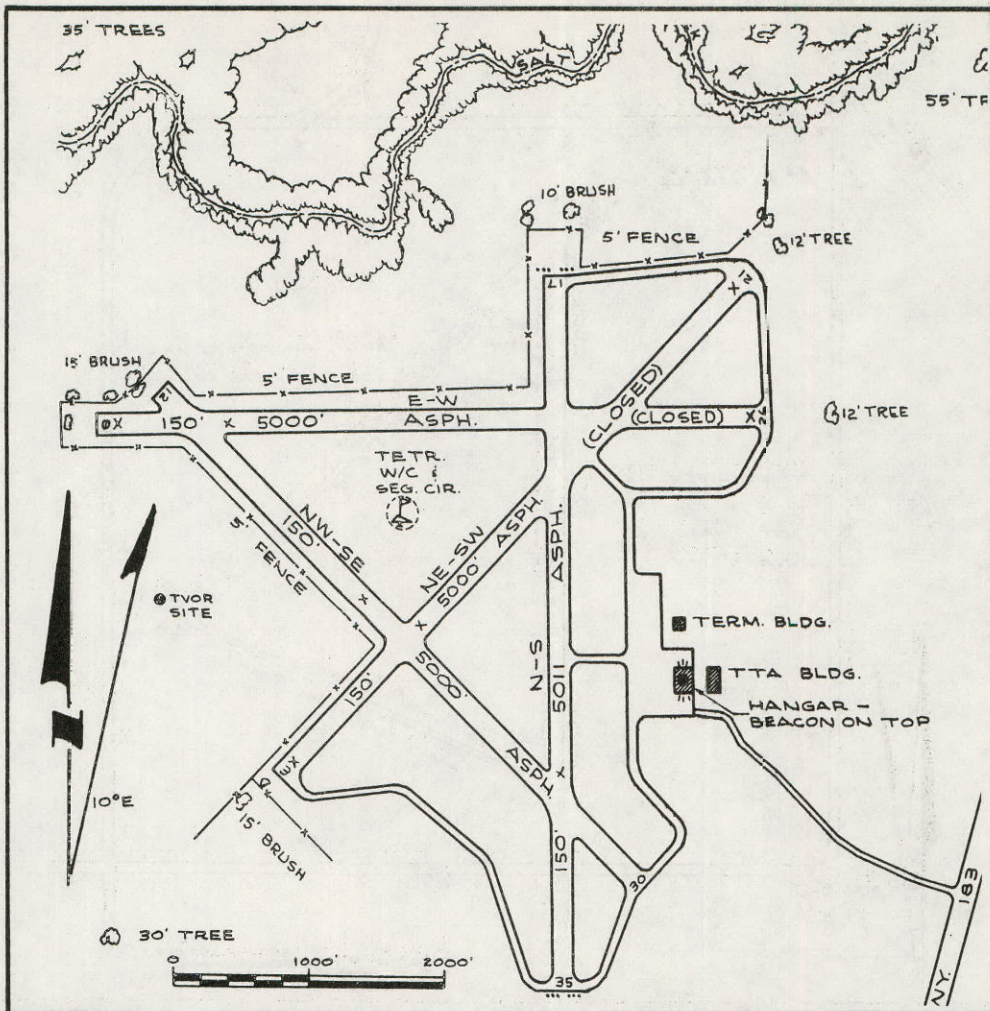 35' TREES
SALT
55' TR
10' BRUSH
5' FENCE
12' TREE
17
21
15' BRUSH
5' FENCE
12
E-W
150'
5000'
ASPH.
(CLOSED)
(CLOSED)
26
12' TREE
TETR.
W/C &
SEG. CIR.
NW-SE
150'
NE-SW
5000'
ASPH.
ASPH.
5' FENCE
TVOR
SITE
TERM. BLDG.
N-S
5011
TTA BLDG.
HANGAR -
BEACON ON TOP
150'
5000'
ASPH.
3
10°E
15' BRUSH
150'
30
183
30' TREE
0 1000' 2000'
35